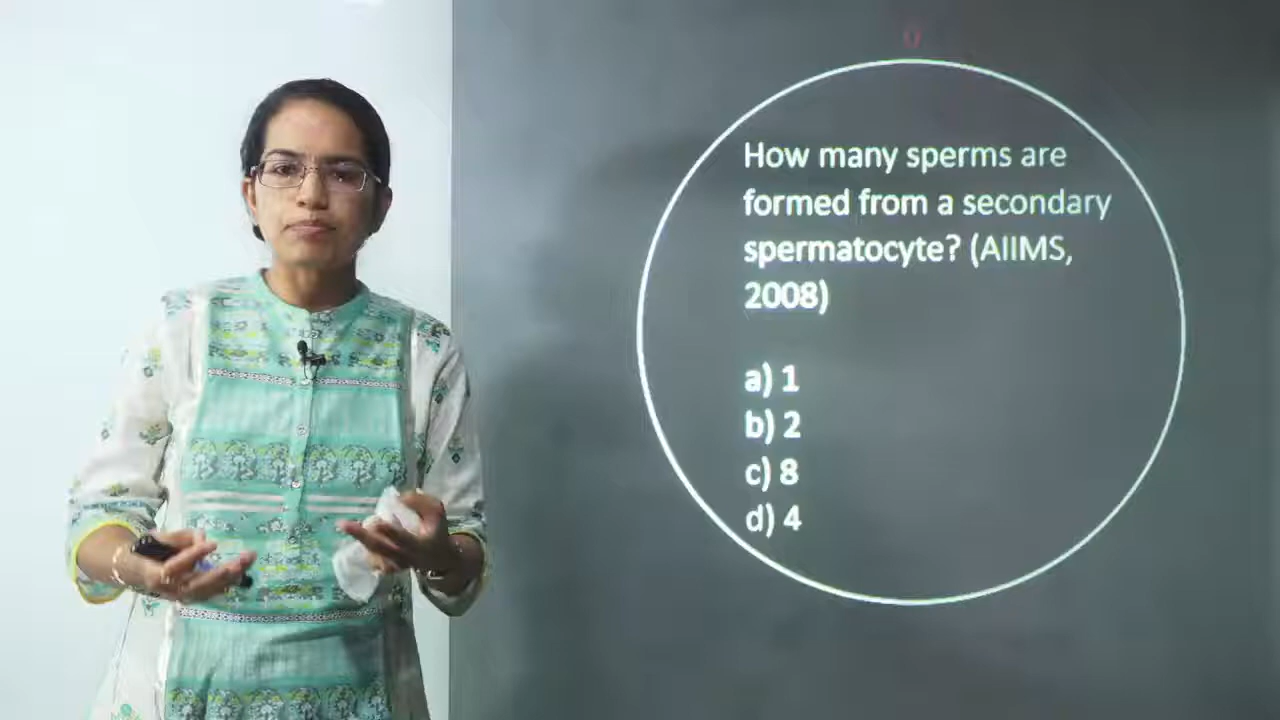 How many sperms are
formed from a secondary
spermatocyte? (AIIMS,
2008)
a) 1
b) 2
c) 8
d) 4